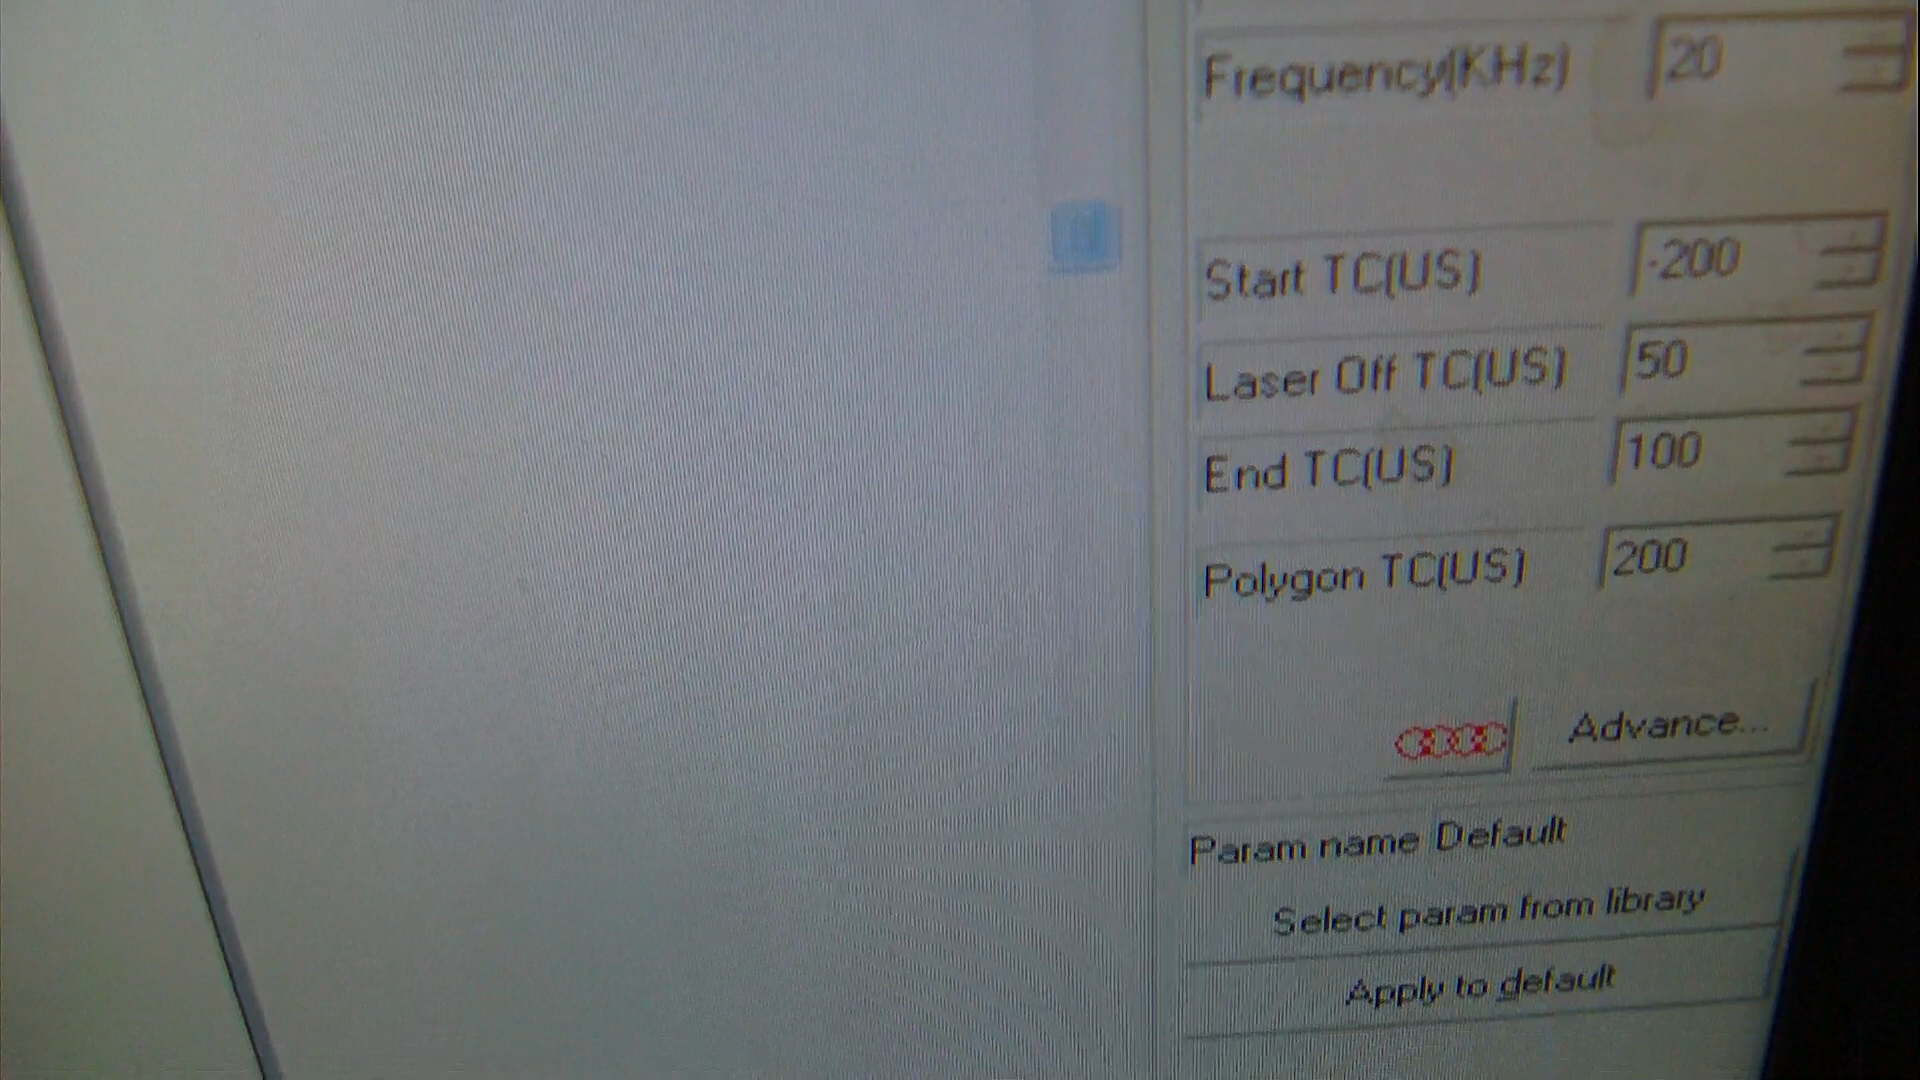 Frequency(KHz) 20
Start TC(US) -200
Laser Off TC(US) 50
End TC(US) 100
Polygon TC(US) 200
Advance...
Param name Default
Select param from library
Apply to default